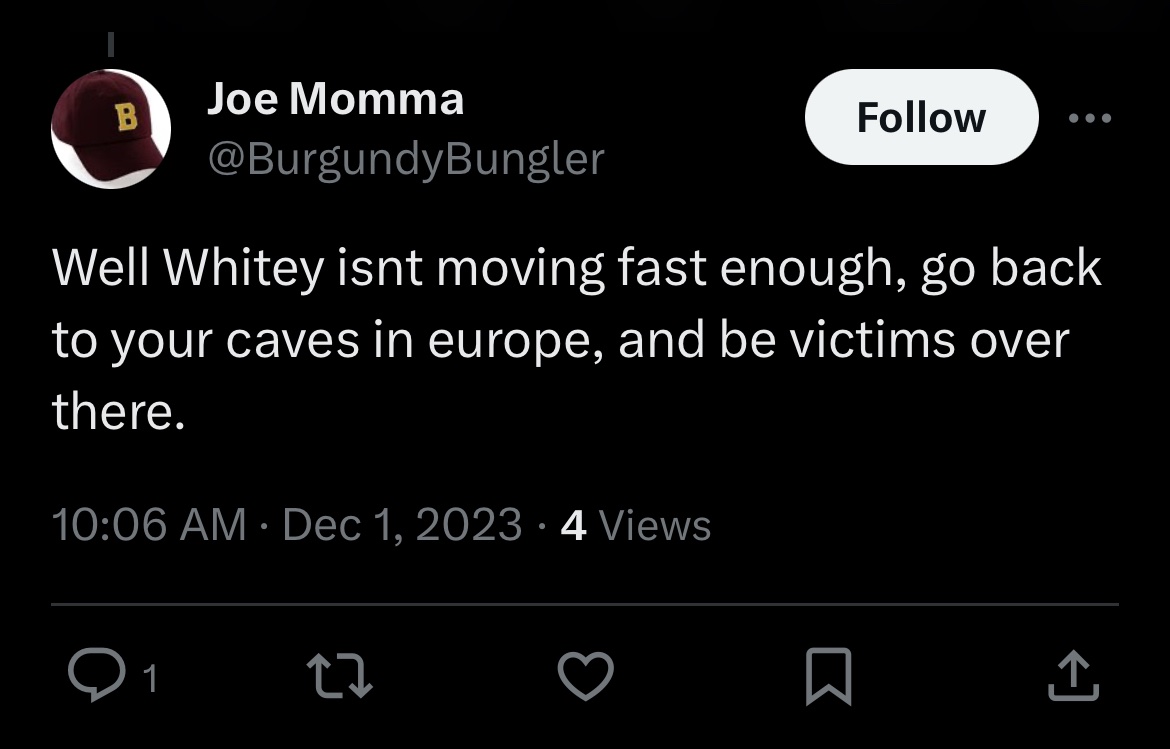 B
Joe Momma
Follow
@BurgundyBungler
Well Whitey isnt moving fast enough, go back
to your caves in europe, and be victims over
there.
10:06 AM · Dec 1, 2023 · 4 Views
1